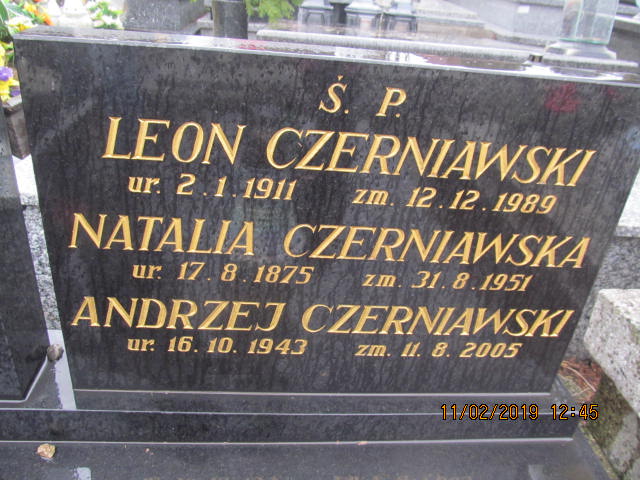 Ś. P.
LEON CZERNIAWSKI
ur. 2.1.1911 zm. 12.12.1989
NATALIA CZERNIAWSKA
ur. 17.8.1875 zm. 31.8.1951
ANDRZEJ CZERNIAWSKI
ur. 16.10.1943 zm. 11.8.2005
11/02/2019 12:45